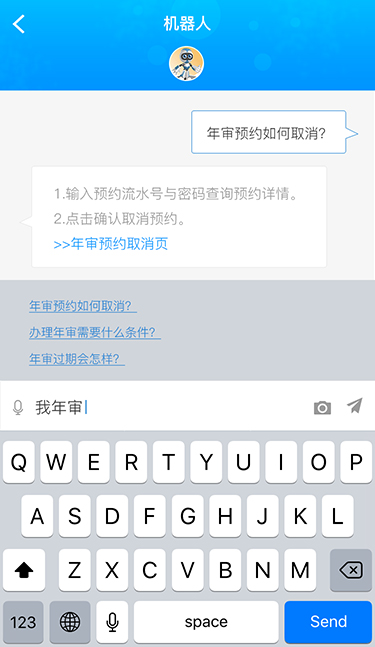 机器人
年审预约如何取消?
1.输入预约流水号与密码查询预约详情。
2.点击确认取消预约。
>>年审预约取消页
年审预约如何取消?
办理年审需要什么条件?
年审过期会怎样?
我年审
Q W E R T Y U I O P
A S D F G H J K L
Z X C V B N M
123 space Send